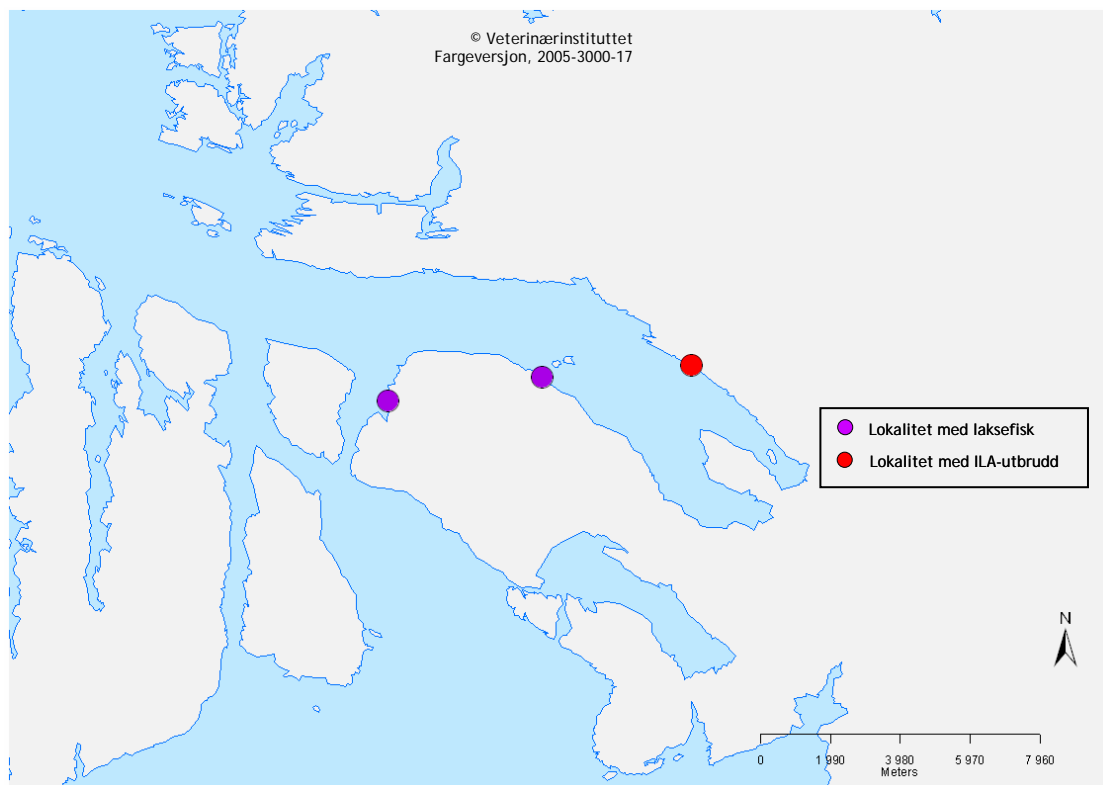 © Veterinærinstituttet
Fargeversjon, 2005-3000-17
Lokalitet med laksefisk
Lokalitet med ILA-utbrudd
N
0 1 990 3 980 5 970 7 960
Meters